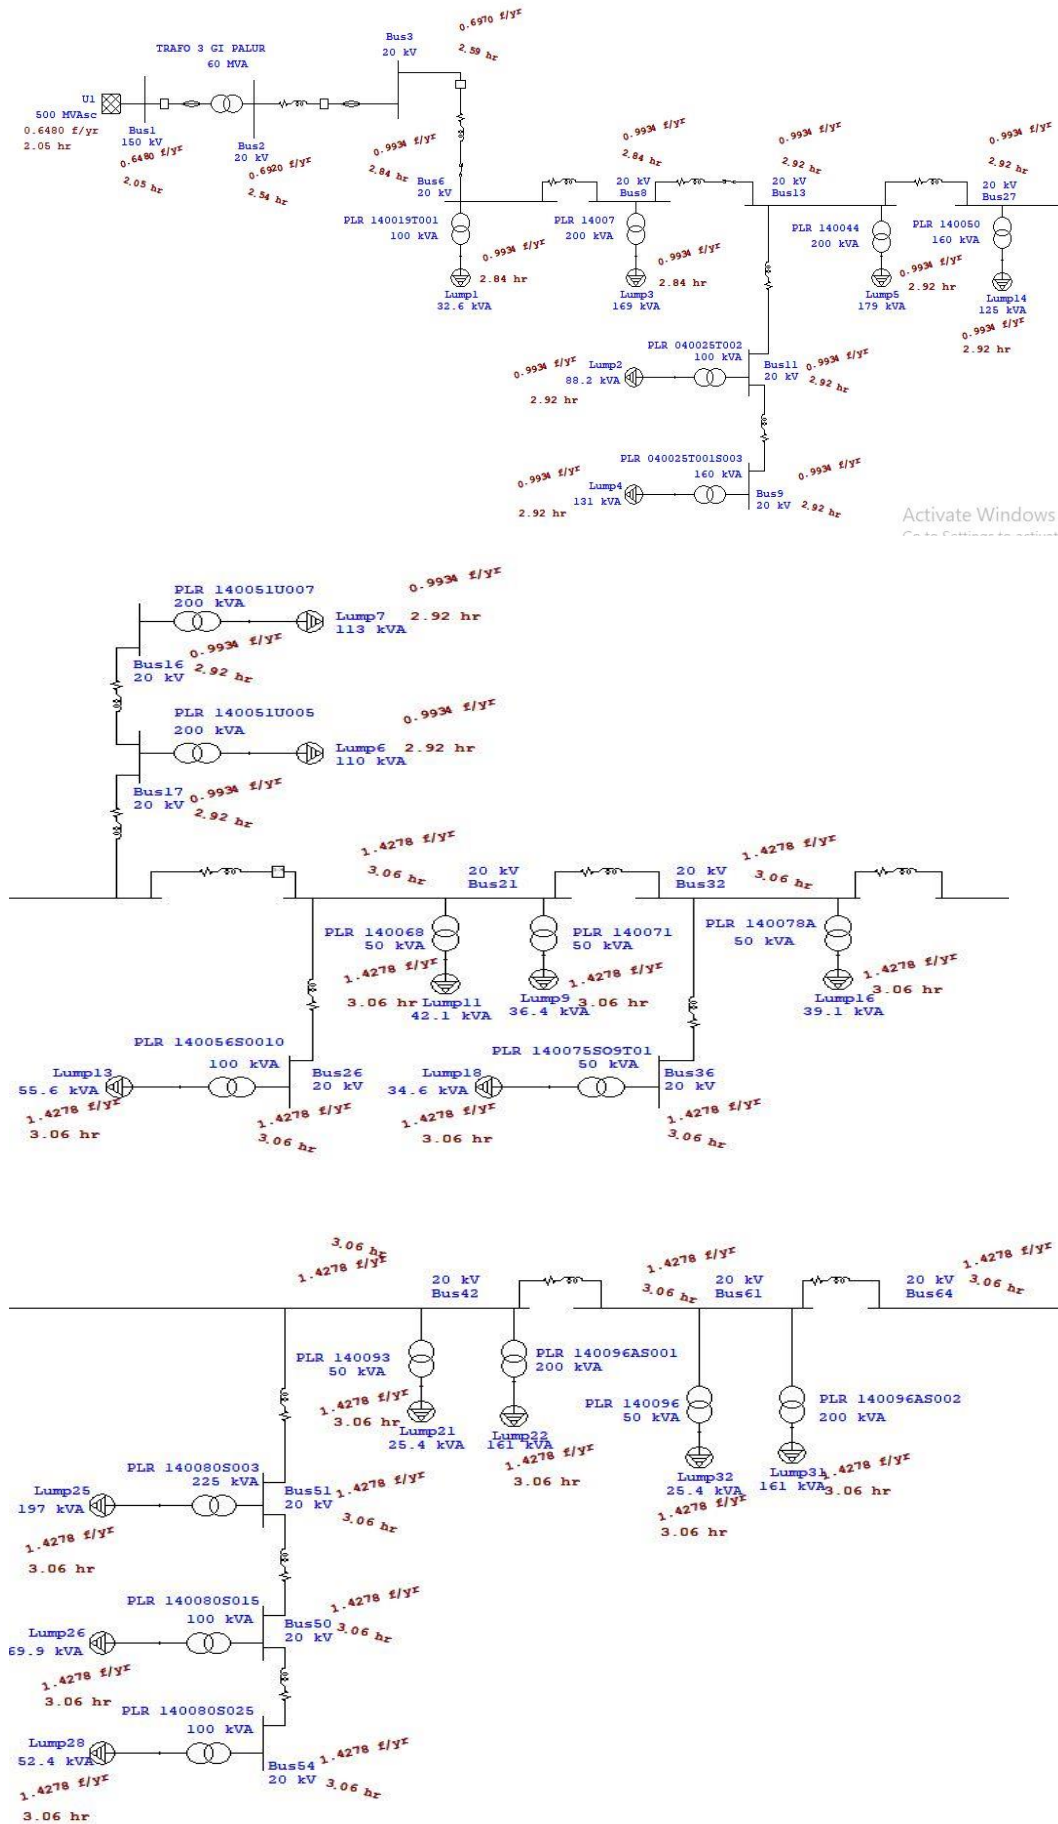 0.6970 f/yr
2.59 hr
Bus3
20 kV
TRAFO 3 GI PALUR
60 MVA
U1
500 MVAsc
0.6480 f/yr
2.05 hr
Bus1
150 kV
0.6480 f/yr
2.05 hr
Bus2
20 kV
0.6920 f/yr
2.54 hr
0.9934 f/yr
2.84 hr
Bus6
20 kV
0.9934 f/yr
2.84 hr
20 kV
Bus8
0.9934 f/yr
2.92 hr
20 kV
Bus13
0.9934 f/yr
2.92 hr
20 kV
Bus27
PLR 140019T001
100 kVA
0.9934 f/yr
2.84 hr
Lump1
32.6 kVA
PLR 14007
200 kVA
0.9934 f/yr
2.84 hr
Lump3
169 kVA
PLR 140044
200 kVA
0.9934 f/yr
2.92 hr
Lump5
179 kVA
PLR 140050
160 kVA
Lump14
125 kVA
0.9934 f/yr
2.92 hr
PLR 040025T002
100 kVA
Lump2
88.2 kVA
0.9934 f/yr
2.92 hr
Bus11
20 kV
0.9934 f/yr
2.92 hr
PLR 040025T001S003
160 kVA
Lump4
131 kVA
0.9934 f/yr
2.92 hr
Bus9
20 kV
0.9934 f/yr
2.92 hr
Activate Windows
PLR 140051U007
200 kVA
Lump7
113 kVA
0.9934 f/yr
2.92 hr
Bus16
20 kV
0.9934 f/yr
2.92 hr
PLR 140051U005
200 kVA
Lump6
110 kVA
0.9934 f/yr
2.92 hr
Bus17
20 kV
0.9934 f/yr
2.92 hr
1.4278 f/yr
3.06 hr
20 kV
Bus21
20 kV
Bus32
1.4278 f/yr
3.06 hr
PLR 140068
50 kVA
1.4278 f/yr
3.06 hr
Lump11
42.1 kVA
PLR 140071
50 kVA
1.4278 f/yr
3.06 hr
Lump9
36.4 kVA
PLR 140078A
50 kVA
1.4278 f/yr
3.06 hr
Lump16
39.1 kVA
PLR 140056S0010
100 kVA
Lump13
55.6 kVA
1.4278 f/yr
3.06 hr
Bus26
20 kV
1.4278 f/yr
3.06 hr
PLR 140075SO9T01
50 kVA
Lump18
34.6 kVA
1.4278 f/yr
3.06 hr
Bus36
20 kV
1.4278 f/yr
3.06 hr
3.06 hr
1.4278 f/yr
20 kV
Bus42
1.4278 f/yr
3.06 hr
20 kV
Bus61
20 kV
Bus64
1.4278 f/yr
3.06 hr
PLR 140093
50 kVA
1.4278 f/yr
3.06 hr
Lump21
25.4 kVA
PLR 140096AS001
200 kVA
Lump22
161 kVA
1.4278 f/yr
3.06 hr
PLR 140096
50 kVA
Lump32
25.4 kVA
1.4278 f/yr
3.06 hr
PLR 140096AS002
200 kVA
Lump31
161 kVA
1.4278 f/yr
3.06 hr
PLR 140080S003
225 kVA
Lump25
197 kVA
1.4278 f/yr
3.06 hr
Bus51
20 kV
1.4278 f/yr
3.06 hr
PLR 140080S015
100 kVA
Lump26
69.9 kVA
1.4278 f/yr
3.06 hr
Bus50
20 kV
1.4278 f/yr
3.06 hr
PLR 140080S025
100 kVA
Lump28
52.4 kVA
1.4278 f/yr
3.06 hr
Bus54
20 kV
1.4278 f/yr
3.06 hr